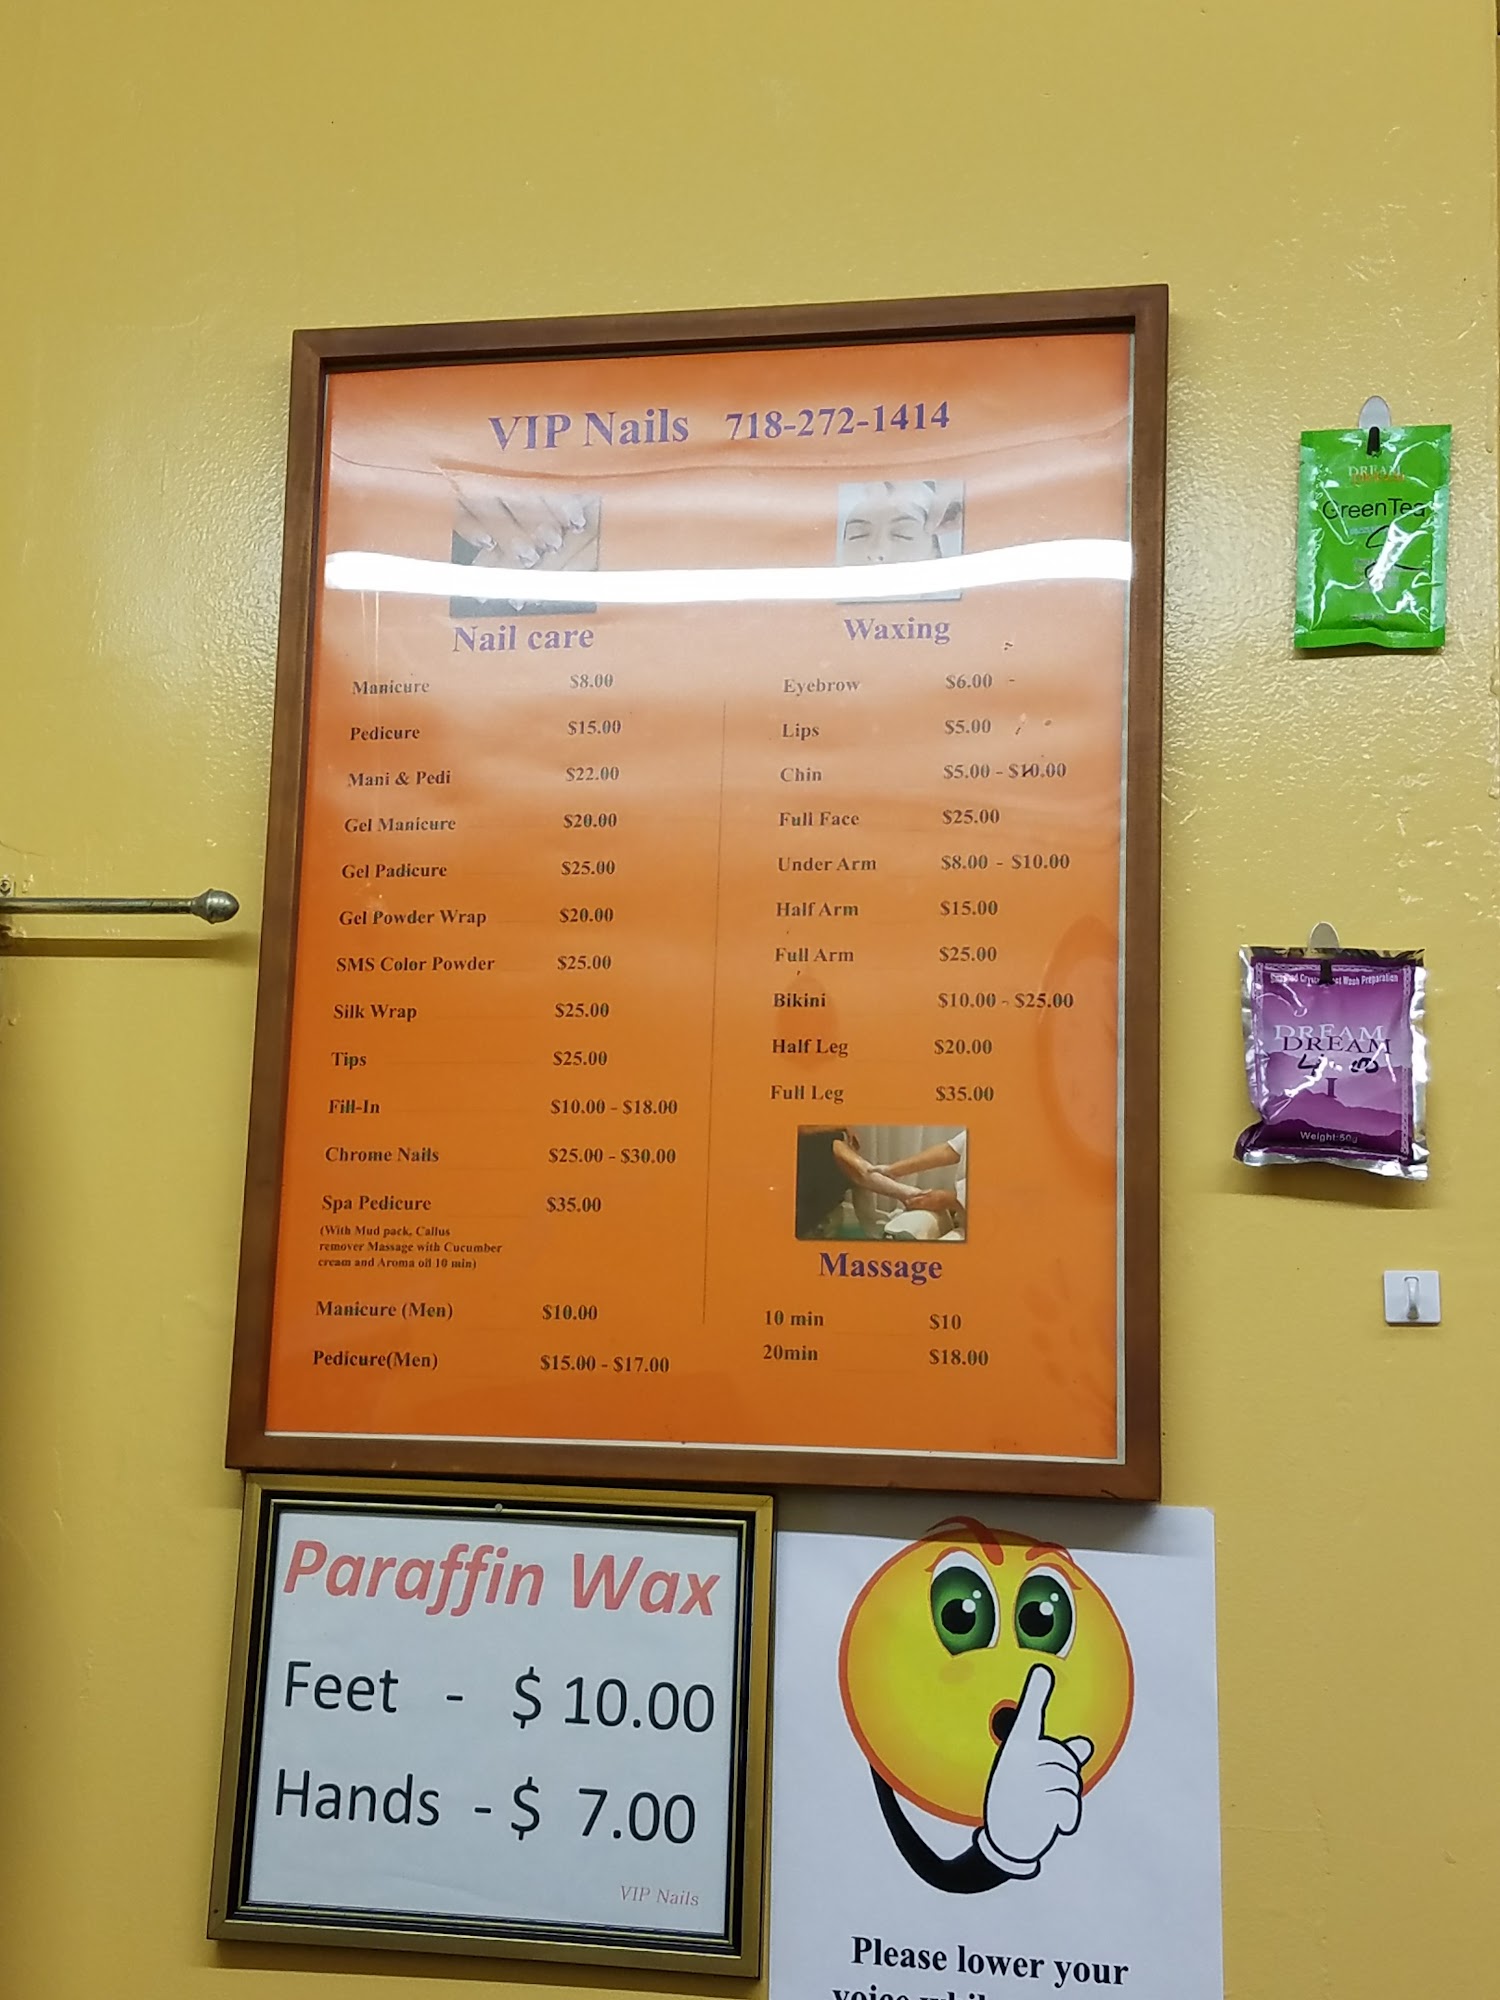 VIP Nails 718-272-1414
Nail care
Manicure $8.00
Pedicure $15.00
Mani & Pedi $22.00
Gel Manicure $20.00
Gel Padicure $25.00
Gel Powder Wrap $20.00
SMS Color Powder $25.00
Silk Wrap $25.00
Tips $25.00
Fill-In $10.00 - $18.00
Chrome Nails $25.00 - $30.00
Spa Pedicure $35.00
(With Mud pack, Callus
remover Massage with Cucumber
cream and Aroma oil 10 min)
Manicure (Men) $10.00
Pedicure(Men) $15.00 - $17.00
Waxing
Eyebrow $6.00 -
Lips $5.00
Chin $5.00 - $10.00
Full Face $25.00
Under Arm $8.00 - $10.00
Half Arm $15.00
Full Arm $25.00
Bikini $10.00 - $25.00
Half Leg $20.00
Full Leg $35.00
Massage
10 min $10
20min $18.00
DREAM
GreenTea
Wash Preparation
DREAM
DREAM
I
Weight:50g
Paraffin Wax
Feet - $ 10.00
Hands - $ 7.00
VIP Nails
Please lower your
voice